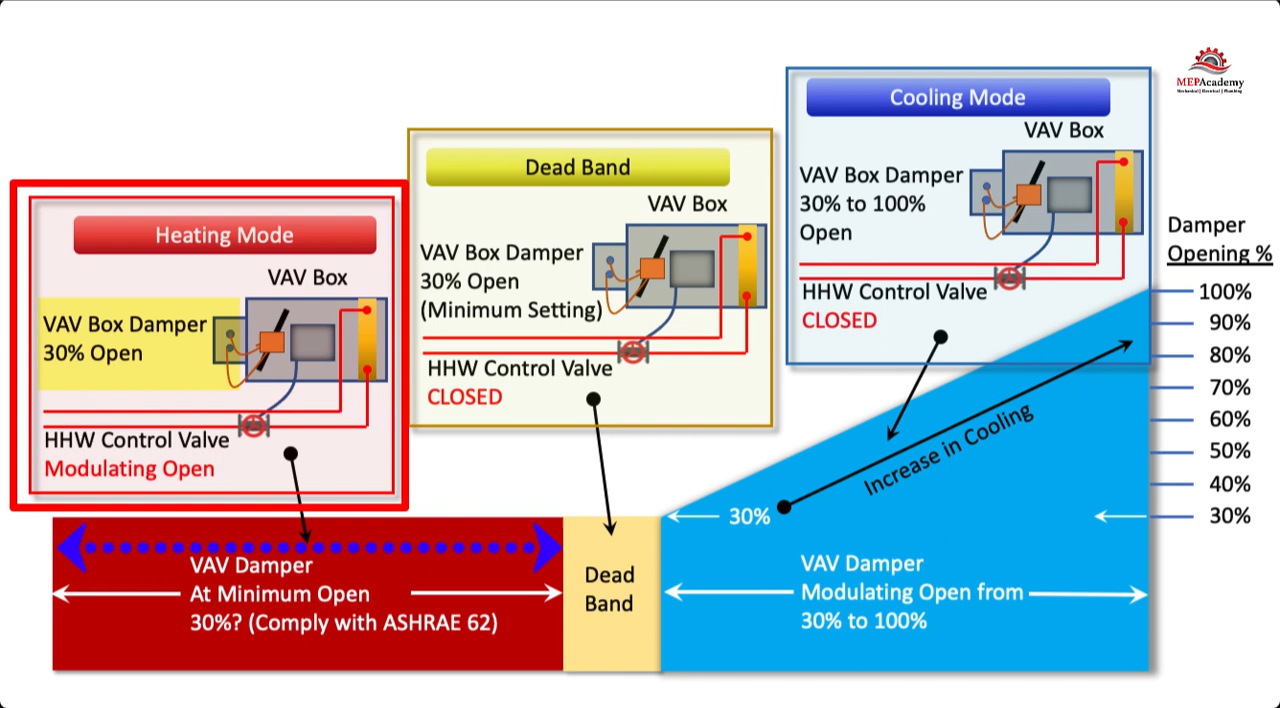 MEPAcademy
Mechanical | Electrical | Plumbing
Cooling Mode
VAV Box
VAV Box Damper
30% to 100%
Open
HHW Control Valve
CLOSED
Dead Band
VAV Box
VAV Box Damper
30% Open
(Minimum Setting)
HHW Control Valve
CLOSED
Heating Mode
VAV Box
VAV Box Damper
30% Open
HHW Control Valve
Modulating Open
Damper
Opening %
100%
90%
80%
70%
60%
50%
40%
30%
Increase in Cooling
30%
VAV Damper
At Minimum Open
30%? (Comply with ASHRAE 62)
Dead
Band
VAV Damper
Modulating Open from
30% to 100%